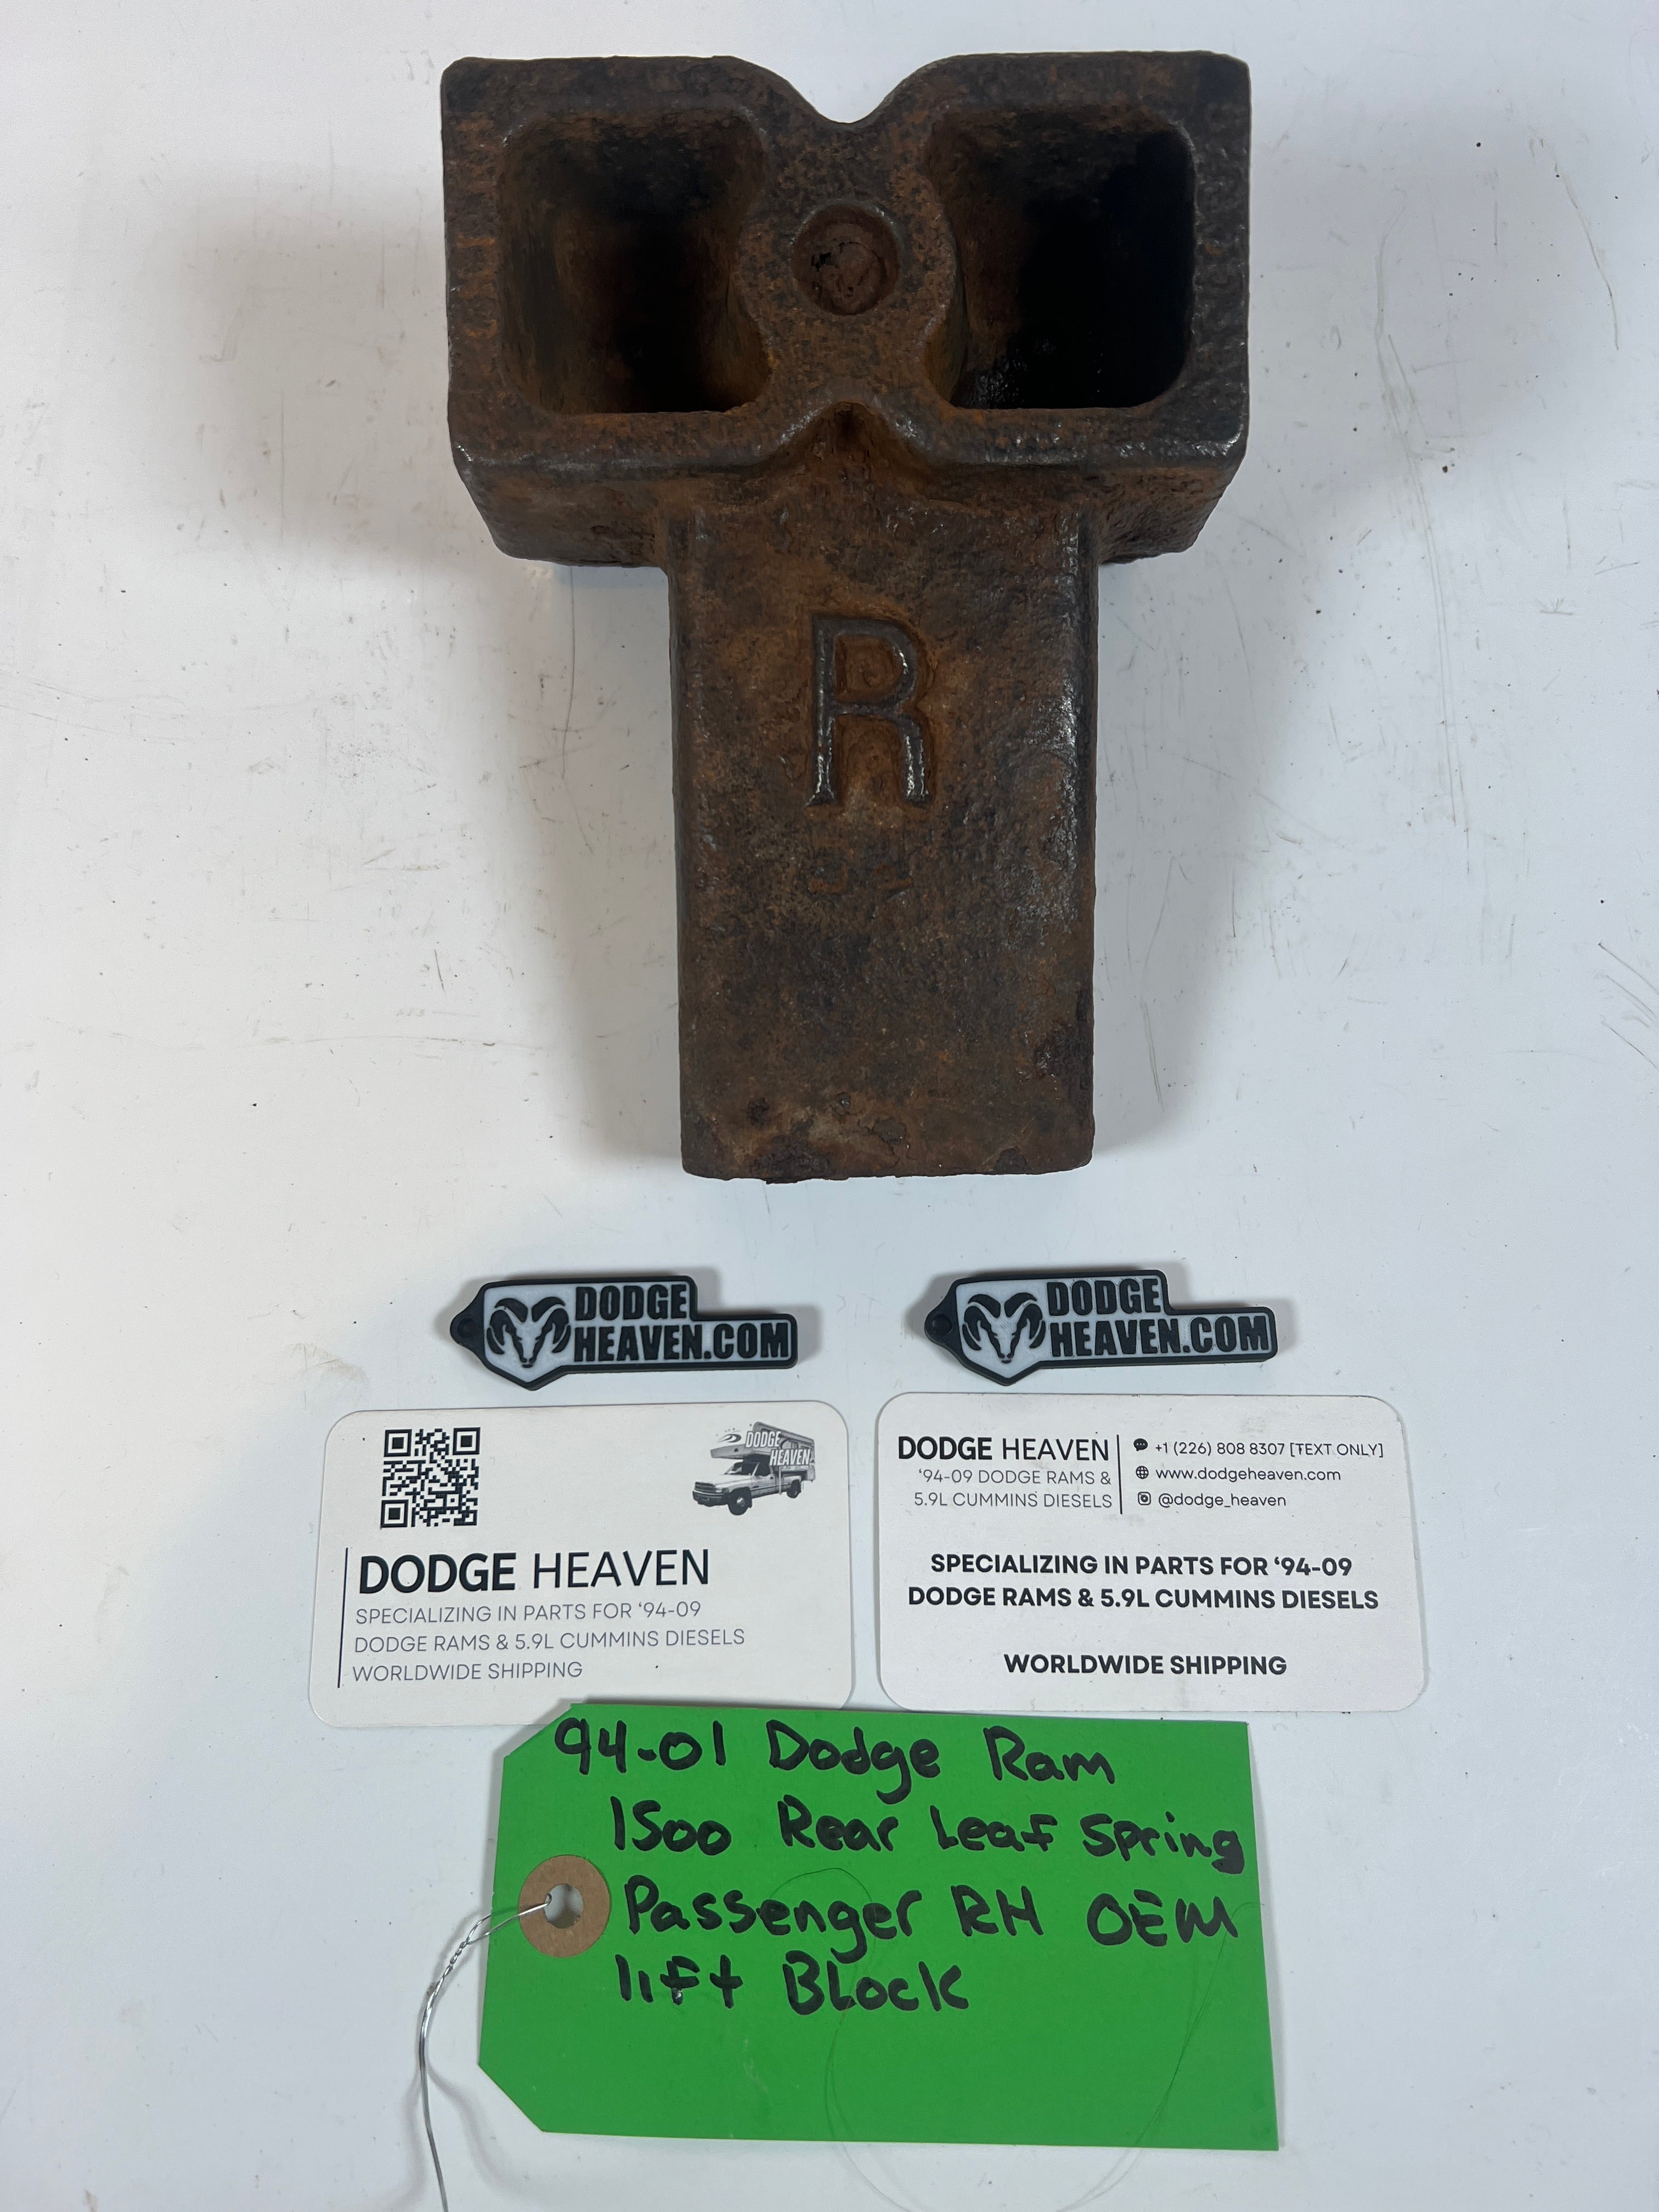 R
DODGE
HEAVEN.COM
DODGE
HEAVEN.COM
DODGE
HEAVEN
DODGE HEAVEN
SPECIALIZING IN PARTS FOR ‘94-09
DODGE RAMS & 5.9L CUMMINS DIESELS
WORLDWIDE SHIPPING
DODGE HEAVEN
‘94-09 DODGE RAMS &
5.9L CUMMINS DIESELS
+1 (226) 808 8307 [TEXT ONLY]
www.dodgeheaven.com
@dodge_heaven
SPECIALIZING IN PARTS FOR ‘94-09
DODGE RAMS & 5.9L CUMMINS DIESELS
WORLDWIDE SHIPPING
94-01 Dodge Ram
1500 Rear Leaf Spring
Passenger RH OEM
lift Block